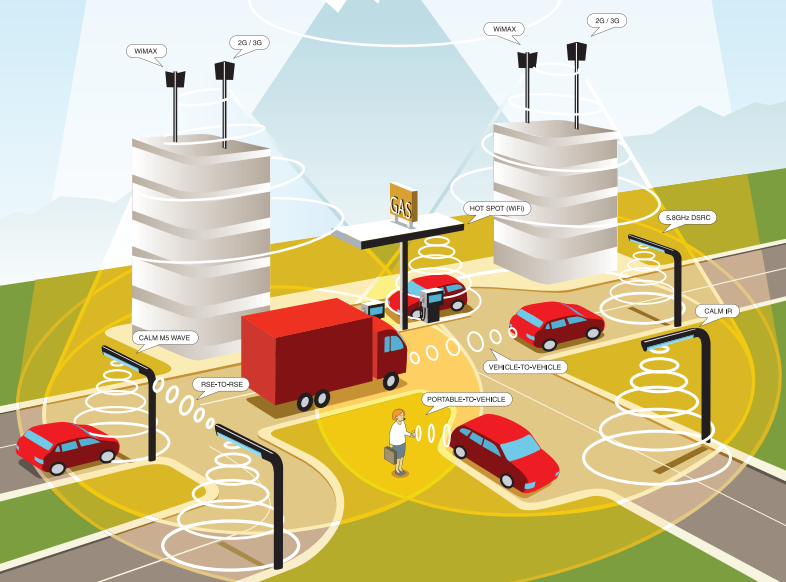 WiMAX
2G / 3G
WiMAX
2G / 3G
GAS
HOT SPOT (WiFi)
5.8GHz DSRC
CALM IR
CALM M5 WAVE
VEHICLE-TO-VEHICLE
RSE-TO-RSE
PORTABLE-TO-VEHICLE